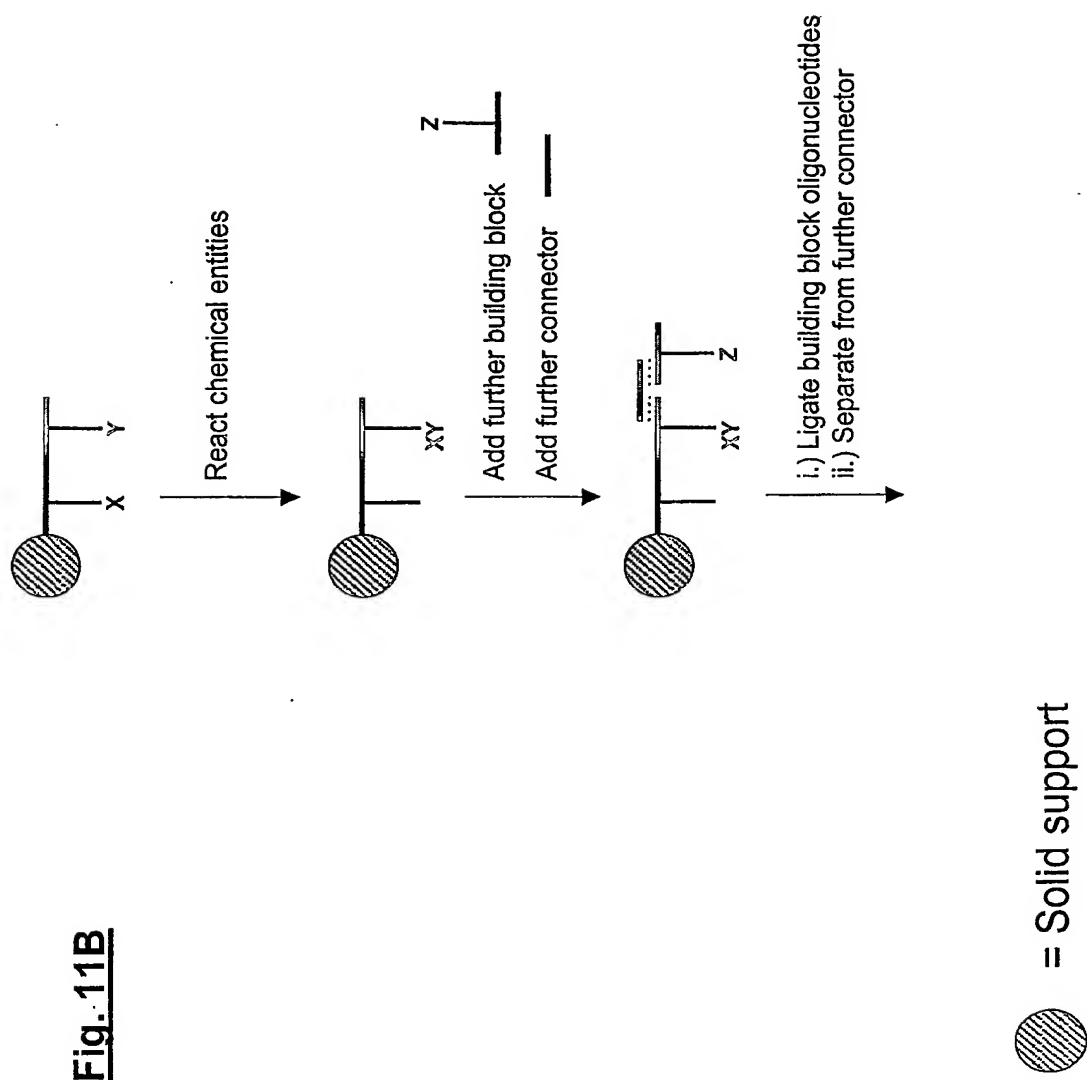 Fig. 11B
X
Y
React chemical entities
XY
Add further building block
Z
Add further connector
XY
Z
i.) Ligate building block oligonucleotides
ii.) Separate from further connector
= Solid support